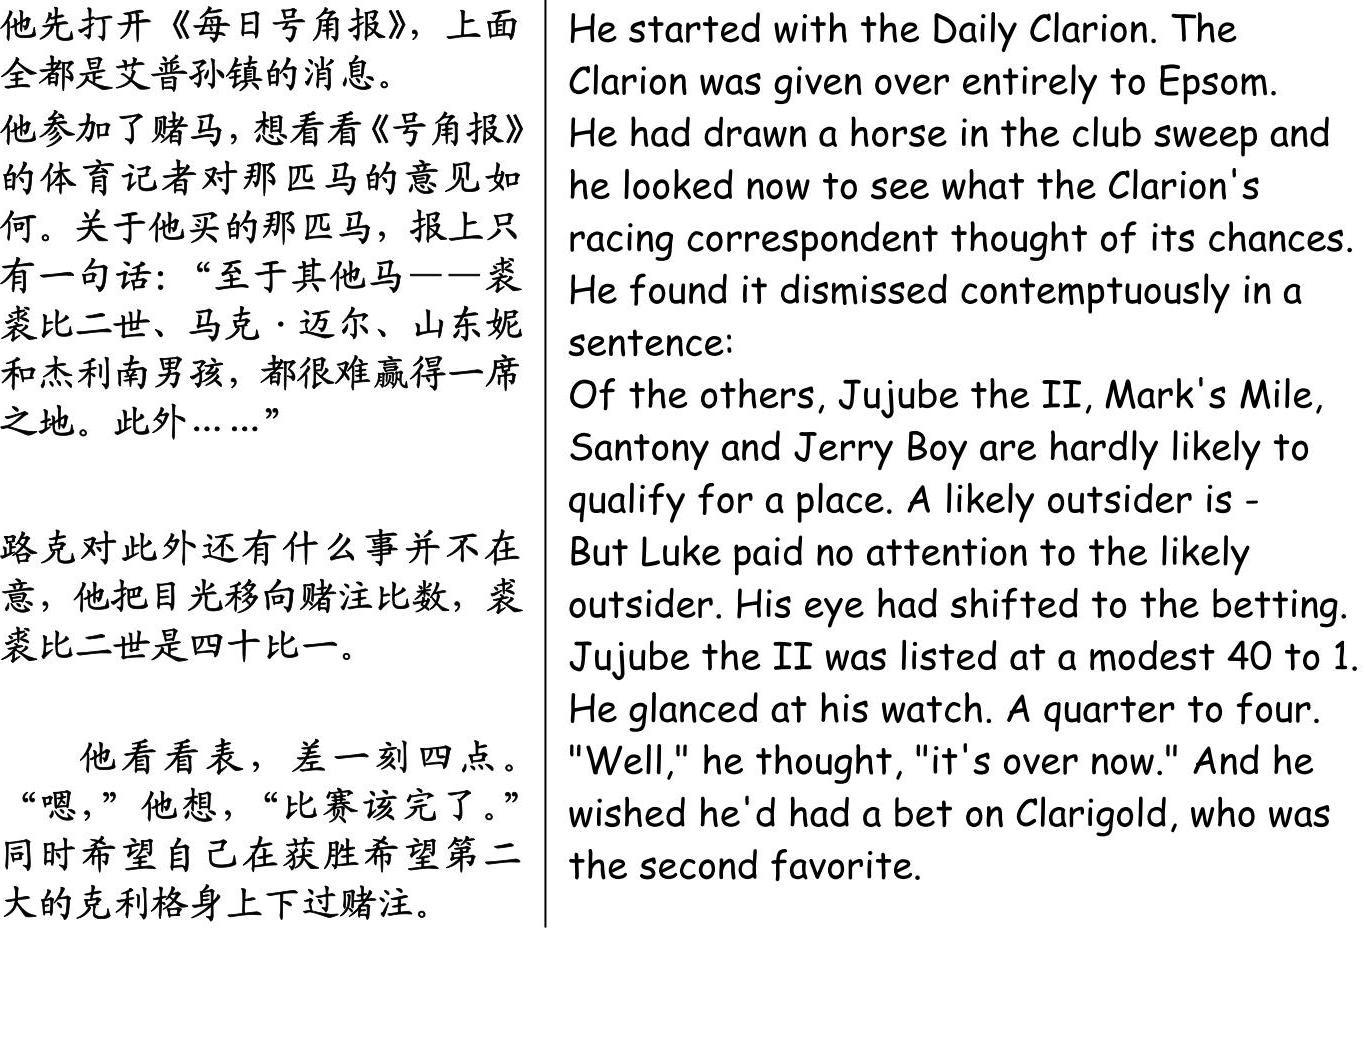 他先打开《每日号角报》，上面
全都是艾普孙镇的消息。
他参加了赌马，想看看《号角报》
的体育记者对那匹马的意见如
何。关于他买的那匹马，报上只
有一句话：“至于其他马——裘
裘比二世、马克·迈尔、山东妮
和杰利南男孩，都很难赢得一席
之地。此外……”
路克对此外还有什么事并不在
意，他把目光移向赌注比数，裘
裘比二世是四十比一。
他看看表，差一刻四点。
“嗯，”他想，“比赛该完了。”
同时希望自己在获胜希望第二
大的克利格身上下过赌注。
He started with the Daily Clarion. The
Clarion was given over entirely to Epsom.
He had drawn a horse in the club sweep and
he looked now to see what the Clarion's
racing correspondent thought of its chances.
He found it dismissed contemptuously in a
sentence:
Of the others, Jujube the II, Mark's Mile,
Santony and Jerry Boy are hardly likely to
qualify for a place. A likely outsider is -
But Luke paid no attention to the likely
outsider. His eye had shifted to the betting.
Jujube the II was listed at a modest 40 to 1.
He glanced at his watch. A quarter to four.
"Well," he thought, "it's over now." And he
wished he'd had a bet on Clarigold, who was
the second favorite.